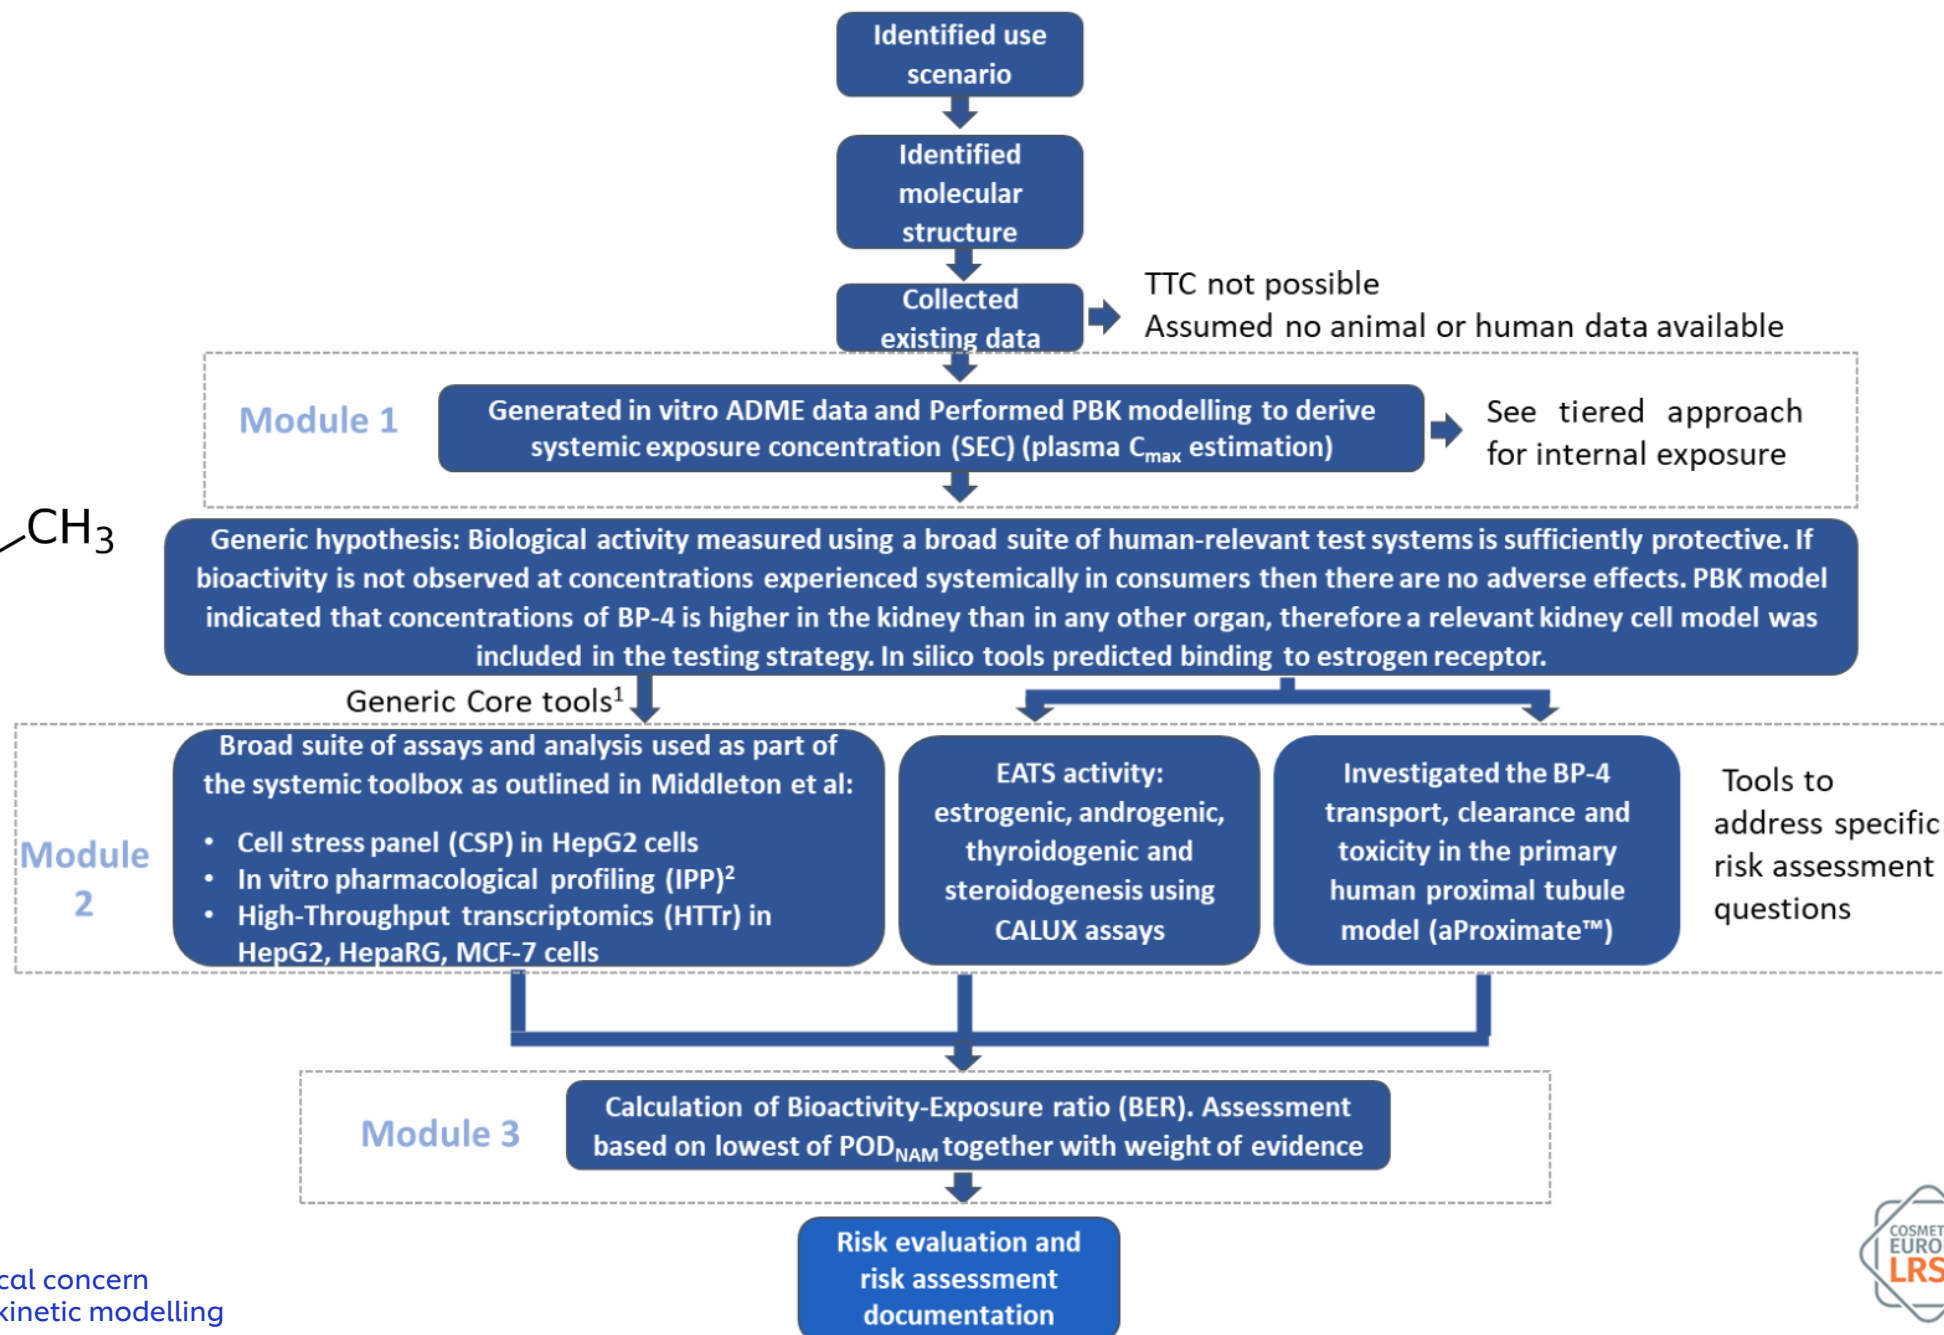 Identified use
scenario
Identified
molecular
structure
Collected
existing data
TTC not possible
Assumed no animal or human data available
Module 1
Generated in vitro ADME data and Performed PBK modelling to derive
systemic exposure concentration (SEC) (plasma Cmax estimation)
See tiered approach
for internal exposure
CH3
Generic hypothesis: Biological activity measured using a broad suite of human-relevant test systems is sufficiently protective. If
bioactivity is not observed at concentrations experienced systemically in consumers then there are no adverse effects. PBK model
indicated that concentrations of BP-4 is higher in the kidney than in any other organ, therefore a relevant kidney cell model was
included in the testing strategy. In silico tools predicted binding to estrogen receptor.
Generic Core tools¹
Module
2
Broad suite of assays and analysis used as part of
the systemic toolbox as outlined in Middleton et al:
• Cell stress panel (CSP) in HepG2 cells
• In vitro pharmacological profiling (IPP)²
• High-Throughput transcriptomics (HTTr) in
HepG2, HepaRG, MCF-7 cells
EATS activity:
estrogenic, androgenic,
thyroidogenic and
steroidogenesis using
CALUX assays
Investigated the BP-4
transport, clearance and
toxicity in the primary
human proximal tubule
model (aProximate™)
Tools to
address specific
risk assessment
questions
Module 3
Calculation of Bioactivity-Exposure ratio (BER). Assessment
based on lowest of PODNAM together with weight of evidence
Risk evaluation and
risk assessment
documentation
cal concern
kinetic modelling
COSMET
EURO
LRS